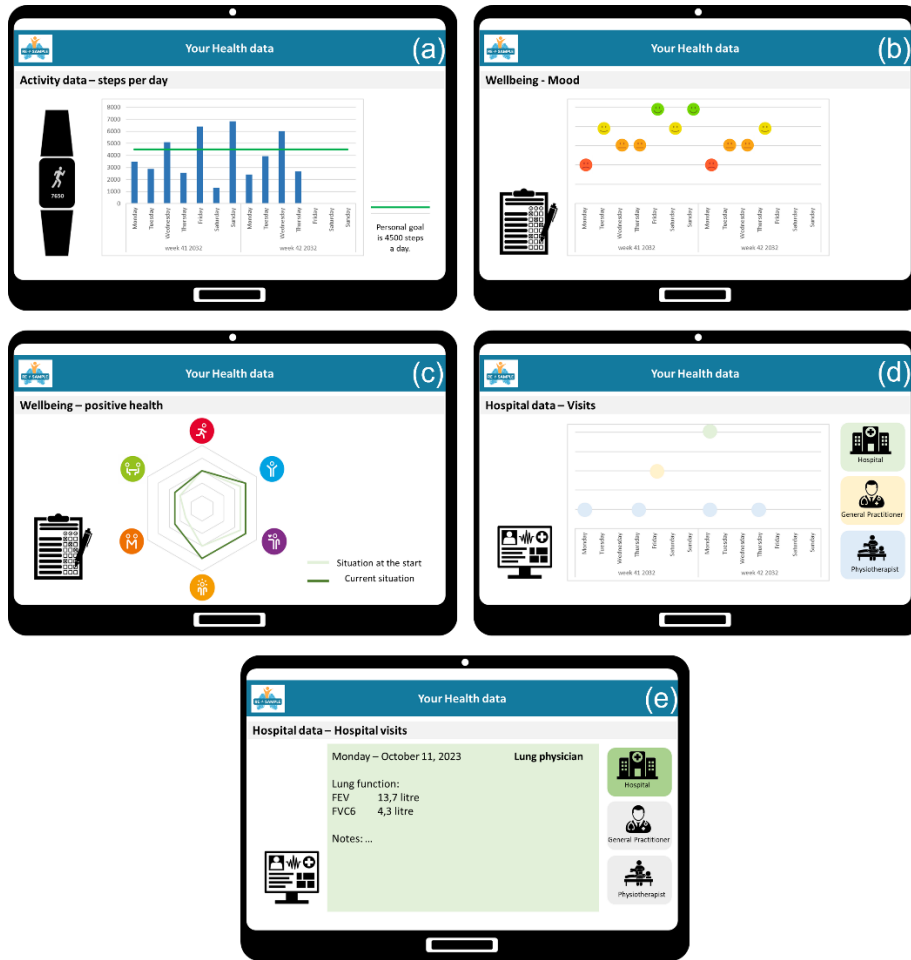 Your Health data
(a)
Activity data – steps per day
8000
7000
6000
5000
4000
3000
2000
1000
0
Monday
Tuesday
Wednesday
Thursday
Friday
Saturday
Sunday
Monday
Tuesday
Wednesday
Thursday
Friday
Saturday
Sunday
week 41 2032
week 42 2032
7650
Personal goal
is 4500 steps
a day.
Your Health data
(b)
Wellbeing - Mood
Monday
Tuesday
Wednesday
Thursday
Friday
Saturday
Sunday
Monday
Tuesday
Wednesday
Thursday
Friday
Saturday
Sunday
week 41 2032
week 42 2032
Your Health data
(c)
Wellbeing – positive health
Situation at the start
Current situation
Your Health data
(d)
Hospital data – Visits
Monday
Tuesday
Wednesday
Thursday
Friday
Saturday
Sunday
Monday
Tuesday
Wednesday
Thursday
Friday
Saturday
Sunday
week 41 2032
week 42 2032
Hospital
General Practitioner
Physiotherapist
Your Health data
(e)
Hospital data – Hospital visits
Monday – October 11, 2023 Lung physician
Lung function:
FEV 13,7 litre
FVC6 4,3 litre
Notes: ...
Hospital
General Practitioner
Physiotherapist